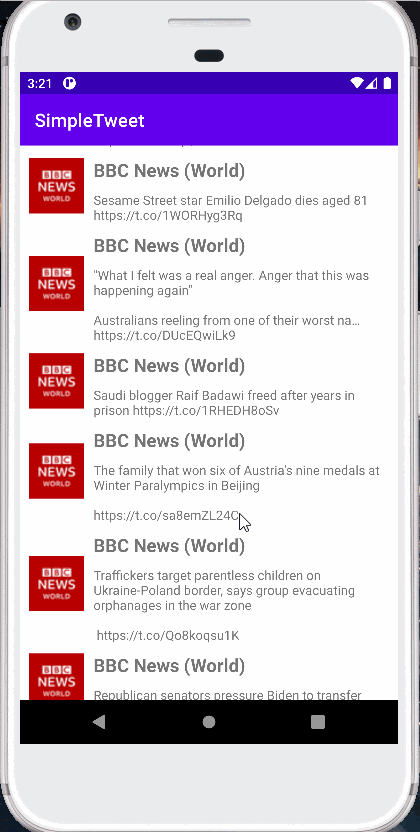 3:21
SimpleTweet
BBC News (World)
BBC
NEWS
WORLD
Sesame Street star Emilio Delgado dies aged 81
https://t.co/1WORHyg3Rq
BBC News (World)
BBC
NEWS
WORLD
"What I felt was a real anger. Anger that this was
happening again"
Australians reeling from one of their worst na…
https://t.co/DUcEQwiLk9
BBC News (World)
BBC
NEWS
WORLD
Saudi blogger Raif Badawi freed after years in
prison https://t.co/1RHEDH8oSv
BBC News (World)
BBC
NEWS
WORLD
The family that won six of Austria's nine medals at
Winter Paralympics in Beijing
https://t.co/sa8emZL24C
BBC News (World)
BBC
NEWS
WORLD
Traffickers target parentless children on
Ukraine-Poland border, says group evacuating
orphanages in the war zone
https://t.co/Qo8koqsu1K
BBC News (World)
BBC
NEWS
WORLD
Republican senators pressure Biden to transfer